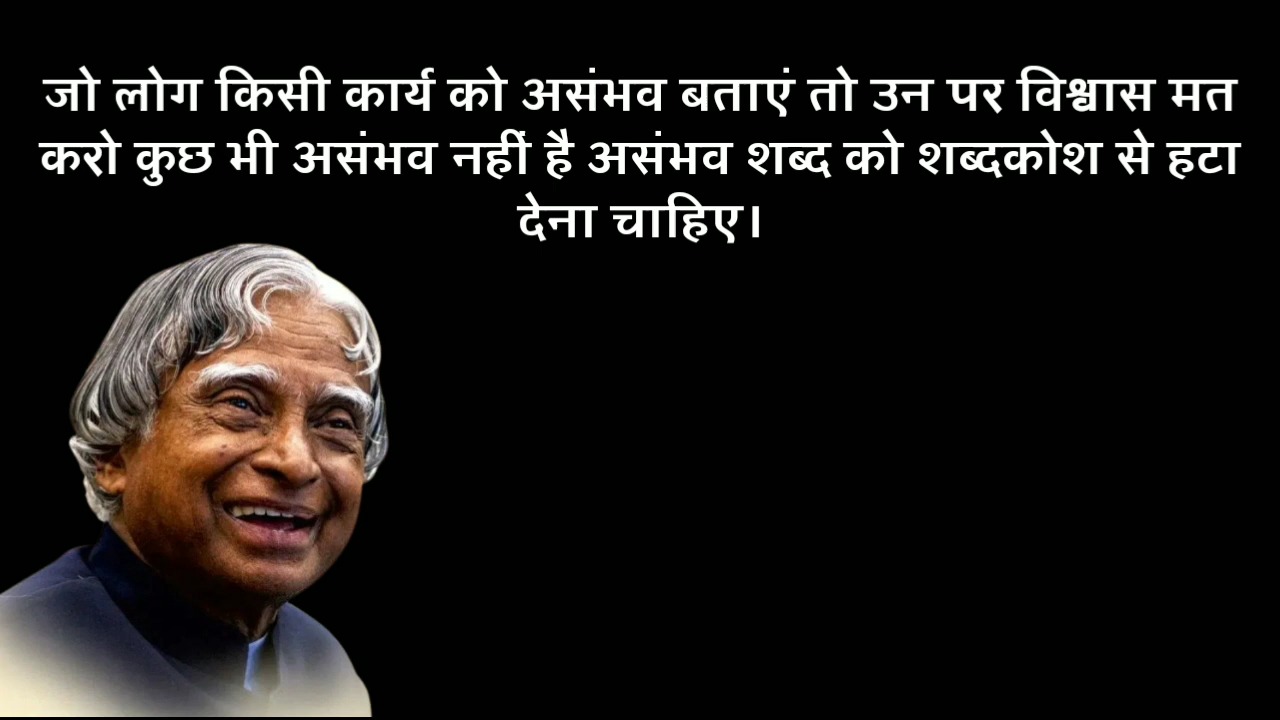 जो लोग किसी कार्य को असंभव बताएं तो उन पर विश्वास मत
करो कुछ भी असंभव नहीं है असंभव शब्द को शब्दकोश से हटा
देना चाहिए।